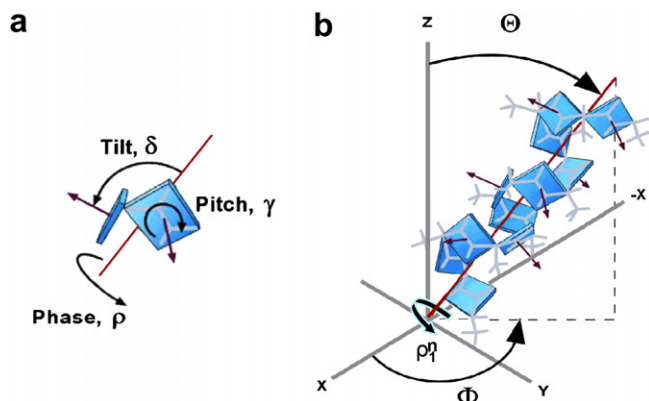 a
Tilt, δ
Pitch, γ
Phase, ρ
b
Z
Θ
-X
ρ₁ⁿ
X
Φ
Y